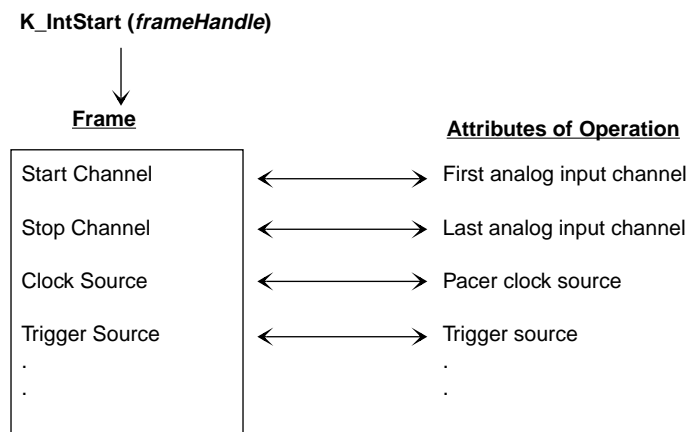 K_IntStart (frameHandle)
Frame
Attributes of Operation
Start Channel
First analog input channel
Stop Channel
Last analog input channel
Clock Source
Pacer clock source
Trigger Source
Trigger source
.
.
.
.